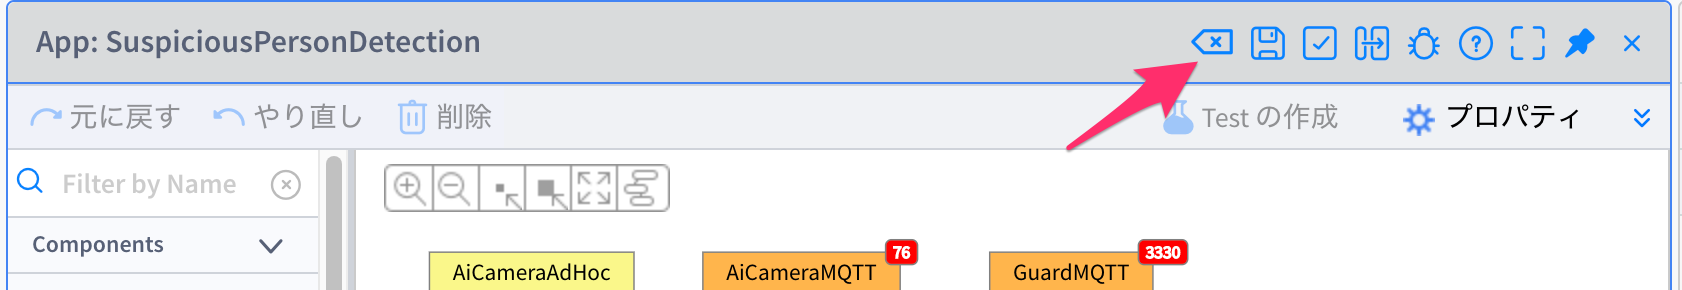 App: SuspiciousPersonDetection
元に戻す やり直し 削除 Test の作成 プロパティ
Filter by Name
Components
76 3330
AiCameraAdHoc AiCameraMQTT GuardMQTT